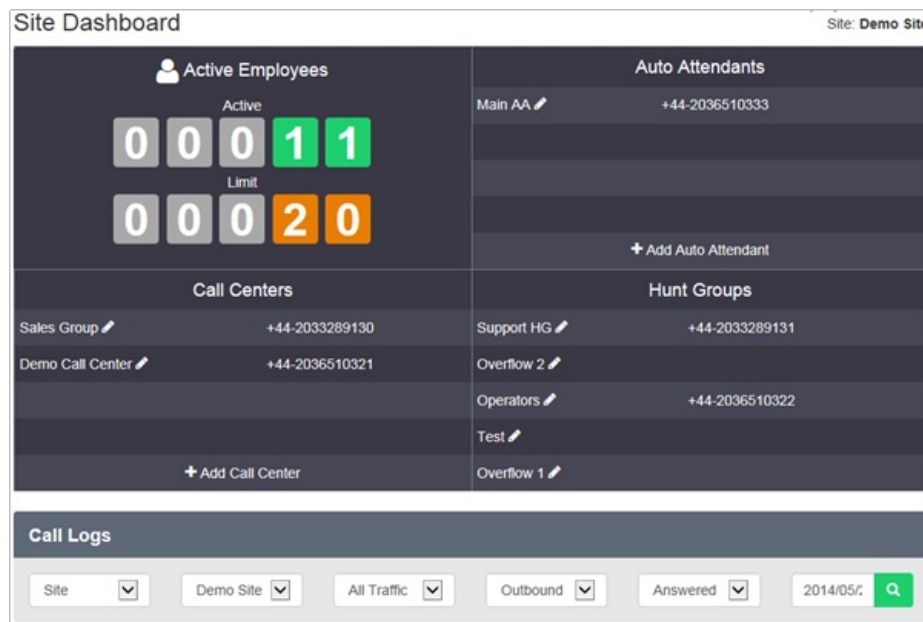 Site Dashboard
Site: Demo Site
Active Employees
Active
0 0 0 1 1
Limit
0 0 0 2 0
Auto Attendants
Main AA +44-2036510333
+ Add Auto Attendant
Call Centers
Sales Group +44-2033289130
Demo Call Center +44-2036510321
+ Add Call Center
Hunt Groups
Support HG +44-2033289131
Overflow 2
Operators +44-2036510322
Test
Overflow 1
Call Logs
Site Demo Site All Traffic Outbound Answered 2014/05/